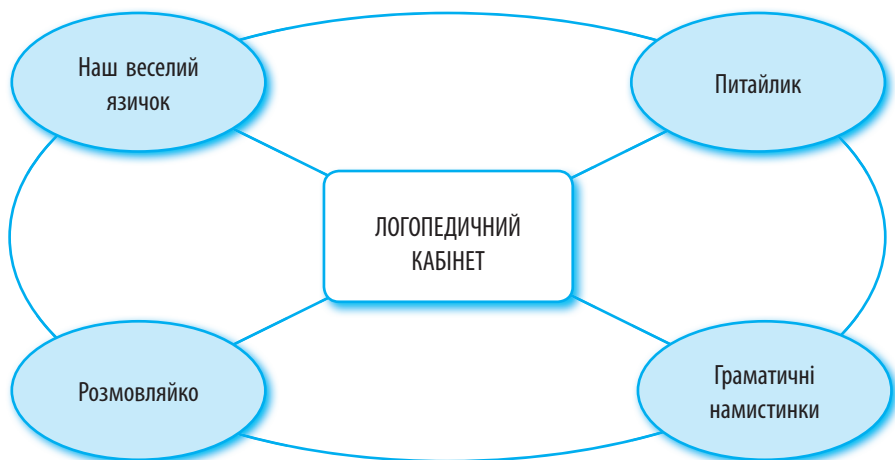 Наш веселий
язичок
Питайлик
ЛОГОПЕДИЧНИЙ
КАБІНЕТ
Розмовляйко
Граматичні
намистинки